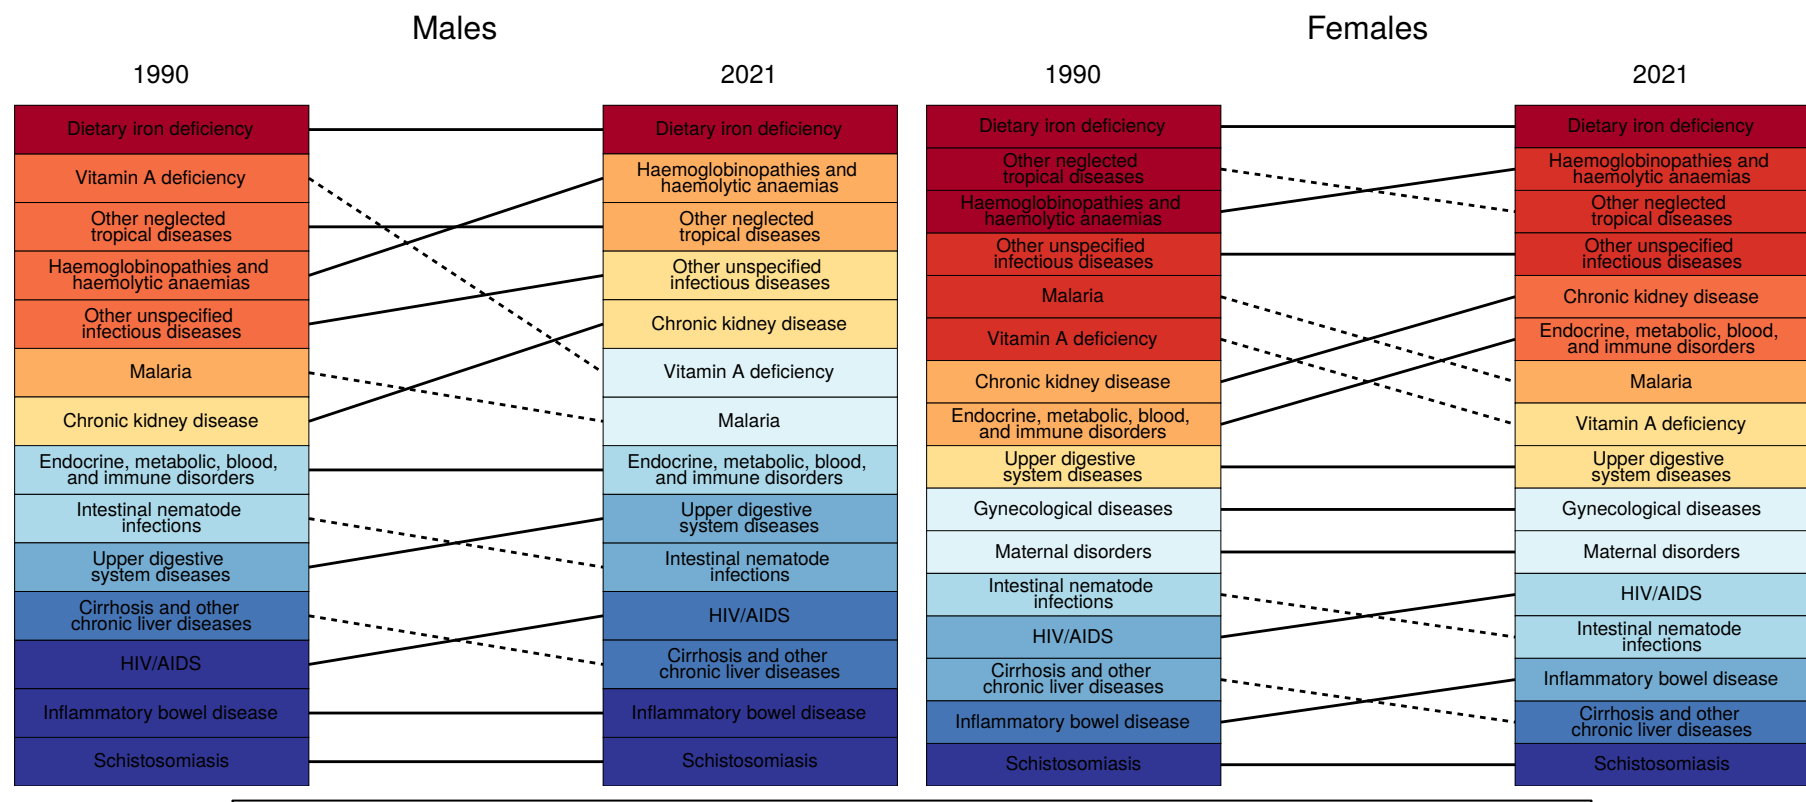 Males
1990
2021
Dietary iron deficiency
Vitamin A deficiency
Other neglected
tropical diseases
Haemoglobinopathies and
haemolytic anaemias
Other unspecified
infectious diseases
Malaria
Chronic kidney disease
Endocrine, metabolic, blood,
and immune disorders
Intestinal nematode
infections
Upper digestive
system diseases
Cirrhosis and other
chronic liver diseases
HIV/AIDS
Inflammatory bowel disease
Schistosomiasis
Dietary iron deficiency
Haemoglobinopathies and
haemolytic anaemias
Other neglected
tropical diseases
Other unspecified
infectious diseases
Chronic kidney disease
Vitamin A deficiency
Malaria
Endocrine, metabolic, blood,
and immune disorders
Upper digestive
system diseases
Intestinal nematode
infections
HIV/AIDS
Cirrhosis and other
chronic liver diseases
Inflammatory bowel disease
Schistosomiasis
Females
1990
2021
Dietary iron deficiency
Other neglected
tropical diseases
Haemoglobinopathies and
haemolytic anaemias
Other unspecified
infectious diseases
Malaria
Vitamin A deficiency
Chronic kidney disease
Endocrine, metabolic, blood,
and immune disorders
Upper digestive
system diseases
Gynecological diseases
Maternal disorders
Intestinal nematode
infections
HIV/AIDS
Cirrhosis and other
chronic liver diseases
Inflammatory bowel disease
Schistosomiasis
Dietary iron deficiency
Haemoglobinopathies and
haemolytic anaemias
Other neglected
tropical diseases
Other unspecified
infectious diseases
Chronic kidney disease
Endocrine, metabolic, blood,
and immune disorders
Malaria
Vitamin A deficiency
Upper digestive
system diseases
Gynecological diseases
Maternal disorders
HIV/AIDS
Intestinal nematode
infections
Inflammatory bowel disease
Cirrhosis and other
chronic liver diseases
Schistosomiasis